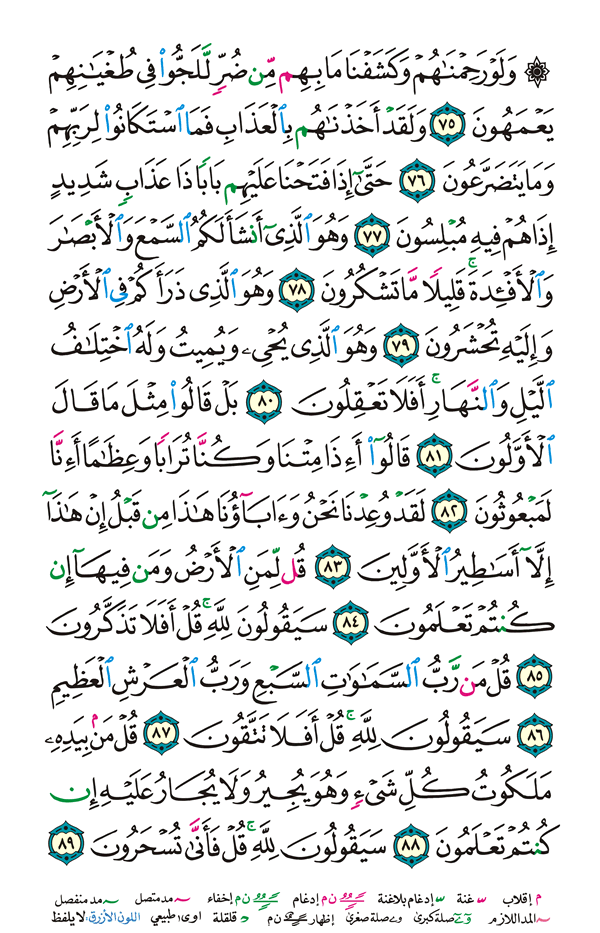 ۞ وَلَوْ رَحِمْنَـٰهُمْ وَكَشَفْنَا مَا بِهِم مِّن ضُرٍّ لَّلَجُّوا۟ فِى طُغْيَـٰنِهِمْ
يَعْمَهُونَ ٧٥ وَلَقَدْ أَخَذْنَـٰهُم بِٱلْعَذَابِ فَمَا ٱسْتَكَانُوا۟ لِرَبِّهِمْ
وَمَا يَتَضَرَّعُونَ ٧٦ حَتَّىٰٓ إِذَا فَتَحْنَا عَلَيْهِم بَابًا ذَا عَذَابٍ شَدِيدٍ
إِذَا هُمْ فِيهِ مُبْلِسُونَ ٧٧ وَهُوَ ٱلَّذِىٓ أَنشَأَ لَكُمُ ٱلسَّمْعَ وَٱلْأَبْصَـٰرَ
وَٱلْأَفْـِٔدَةَ ۚ قَلِيلًا مَّا تَشْكُرُونَ ٧٨ وَهُوَ ٱلَّذِى ذَرَأَكُمْ فِى ٱلْأَرْضِ
وَإِلَيْهِ تُحْشَرُونَ ٧٩ وَهُوَ ٱلَّذِى يُحْىِۦ وَيُمِيتُ وَلَهُ ٱخْتِلَـٰفُ
ٱلَّيْلِ وَٱلنَّهَارِ ۚ أَفَلَا تَعْقِلُونَ ٨٠ بَلْ قَالُوا۟ مِثْلَ مَا قَالَ
ٱلْأَوَّلُونَ ٨١ قَالُوٓا۟ أَءِذَا مِتْنَا وَكُنَّا تُرَابًا وَعِظَـٰمًا أَءِنَّا
لَمَبْعُوثُونَ ٨٢ لَقَدْ وُعِدْنَا نَحْنُ وَءَابَآؤُنَا هَـٰذَا مِن قَبْلُ إِنْ هَـٰذَآ
إِلَّآ أَسَـٰطِيرُ ٱلْأَوَّلِينَ ٨٣ قُل لِّمَنِ ٱلْأَرْضُ وَمَن فِيهَآ إِن
كُنتُمْ تَعْلَمُونَ ٨٤ سَيَقُولُونَ لِلَّهِ ۚ قُلْ أَفَلَا تَذَكَّرُونَ
٨٥ قُلْ مَن رَّبُّ ٱلسَّمَـٰوَٰتِ ٱلسَّبْعِ وَرَبُّ ٱلْعَرْشِ ٱلْعَظِيمِ
٨٦ سَيَقُولُونَ لِلَّهِ ۚ قُلْ أَفَلَا تَتَّقُونَ ٨٧ قُلْ مَنۢ بِيَدِهِۦ
مَلَكُوتُ كُلِّ شَىْءٍ وَهُوَ يُجِيرُ وَلَا يُجَارُ عَلَيْهِ إِن
كُنتُمْ تَعْلَمُونَ ٨٨ سَيَقُولُونَ لِلَّهِ ۚ قُلْ فَأَنَّىٰ تُسْحَرُونَ ٨٩
م إقلاب غنة إدغام بلاغنة ن م إدغام ن م إخفاء مد متصل مد منفصل
المد اللازم صلة كبرى صلة صغرى إظهار ن م قلقلة اوى؛ طبيعي اللون الأزرق: لا يلفظ